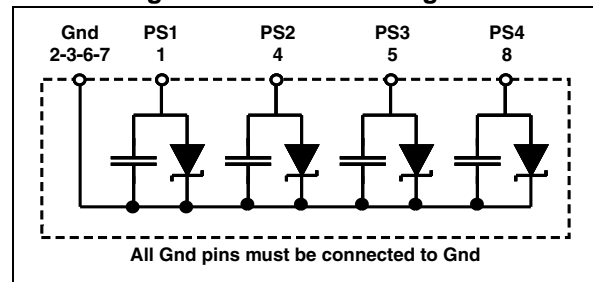 Gnd PS1 PS2 PS3 PS4
2-3-6-7 1 4 5 8
All Gnd pins must be connected to Gnd